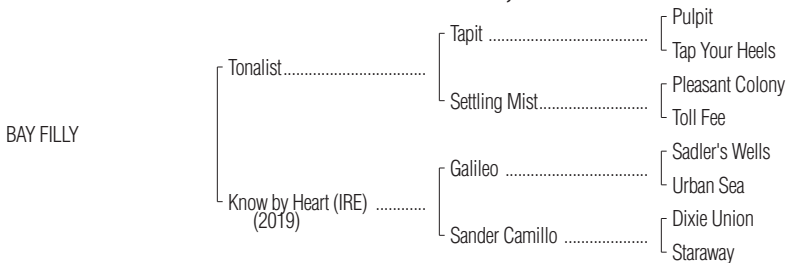 Pulpit
Tapit ........................................
Tap Your Heels
Tonalist...................................
Pleasant Colony
Settling Mist...........................
Toll Fee
BAY FILLY
Sadler's Wells
Galileo ...................................
Urban Sea
Know by Heart (IRE) ............
(2019)
Dixie Union
Sander Camillo .....................
Staraway